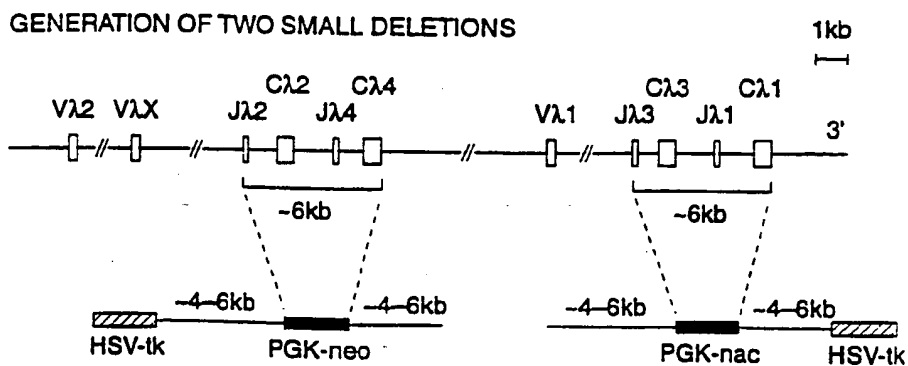 GENERATION OF TWO SMALL DELETIONS
1kb
Vλ2 VλX Jλ2 Cλ2 Jλ4 Cλ4 Vλ1 Jλ3 Cλ3 Jλ1 Cλ1 3'
~6kb ~6kb
~4–6kb ~4–6kb ~4–6kb ~4–6kb
HSV-tk PGK-neo PGK-nac HSV-tk